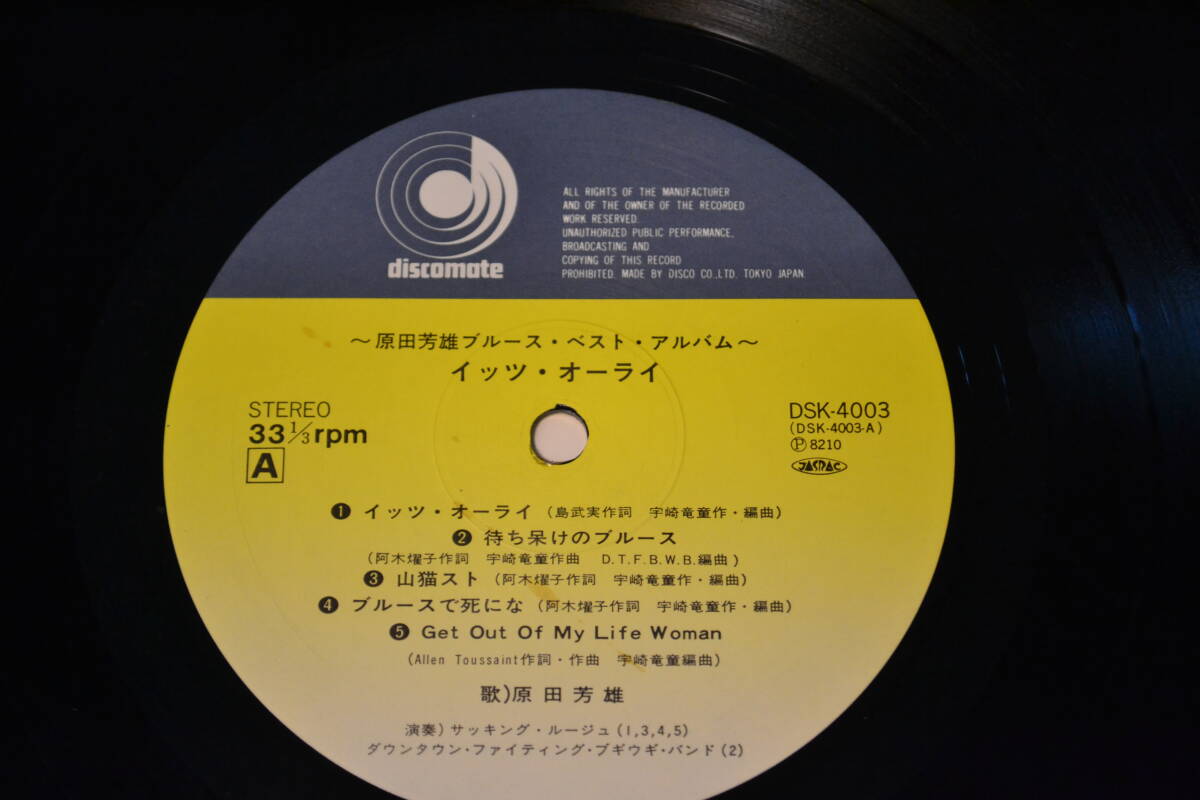 discomate
ALL RIGHTS OF THE MANUFACTURER
AND OF THE OWNER OF THE RECORDED
WORK RESERVED.
UNAUTHORIZED PUBLIC PERFORMANCE.
BROADCASTING AND
COPYING OF THIS RECORD
PROHIBITED. MADE BY DISCO CO.,LTD. TOKYO JAPAN.
～原田芳雄ブルース・ベスト・アルバム～
イッツ・オーライ
STEREO
33 1/3 rpm
A
DSK-4003
(DSK-4003-A)
Ⓟ8210
JASRAC
❶ イッツ・オーライ (島武実作詞 宇崎竜童作・編曲)
❷ 待ち呆けのブルース
(阿木燿子作詞 宇崎竜童作曲 D.T.F.B.W.B.編曲)
❸ 山猫スト (阿木燿子作詞 宇崎竜童作・編曲)
❹ ブルースで死にな (阿木燿子作詞 宇崎竜童作・編曲)
❺ Get Out Of My Life Woman
(Allen Toussaint作詞・作曲 宇崎竜童編曲)
歌)原田芳雄
演奏)サッキング・ルージュ(1,3,4,5)
ダウンタウン・ファイティング・ブギウギ・バンド(2)